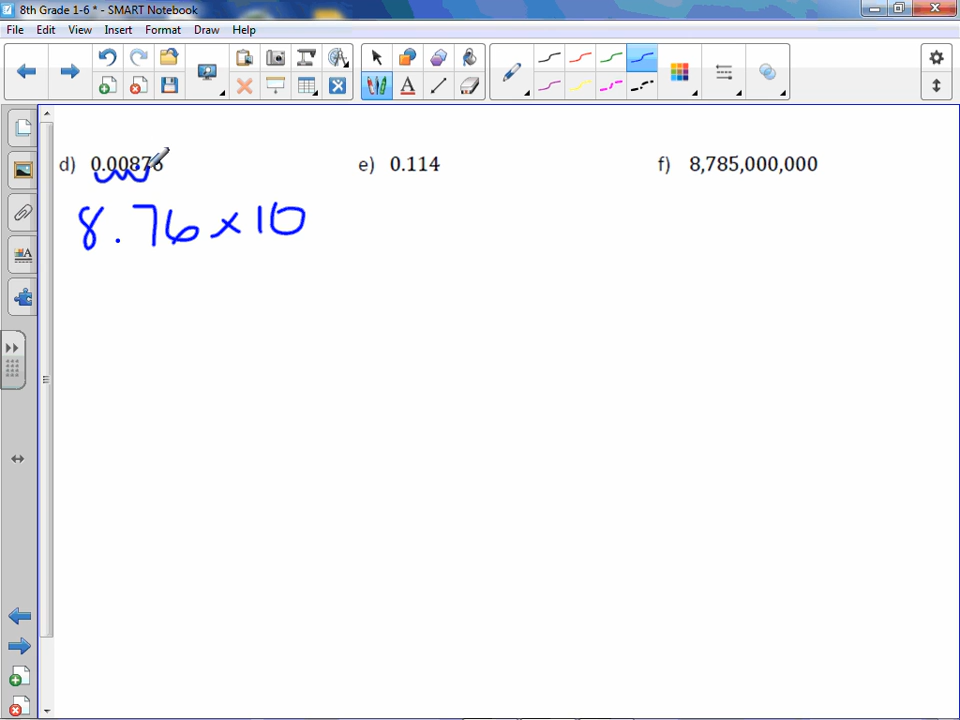 8th Grade 1-6 * - SMART Notebook
File Edit View Insert Format Draw Help
d) 0.00876 e) 0.114 f) 8,785,000,000
8.76 x 10